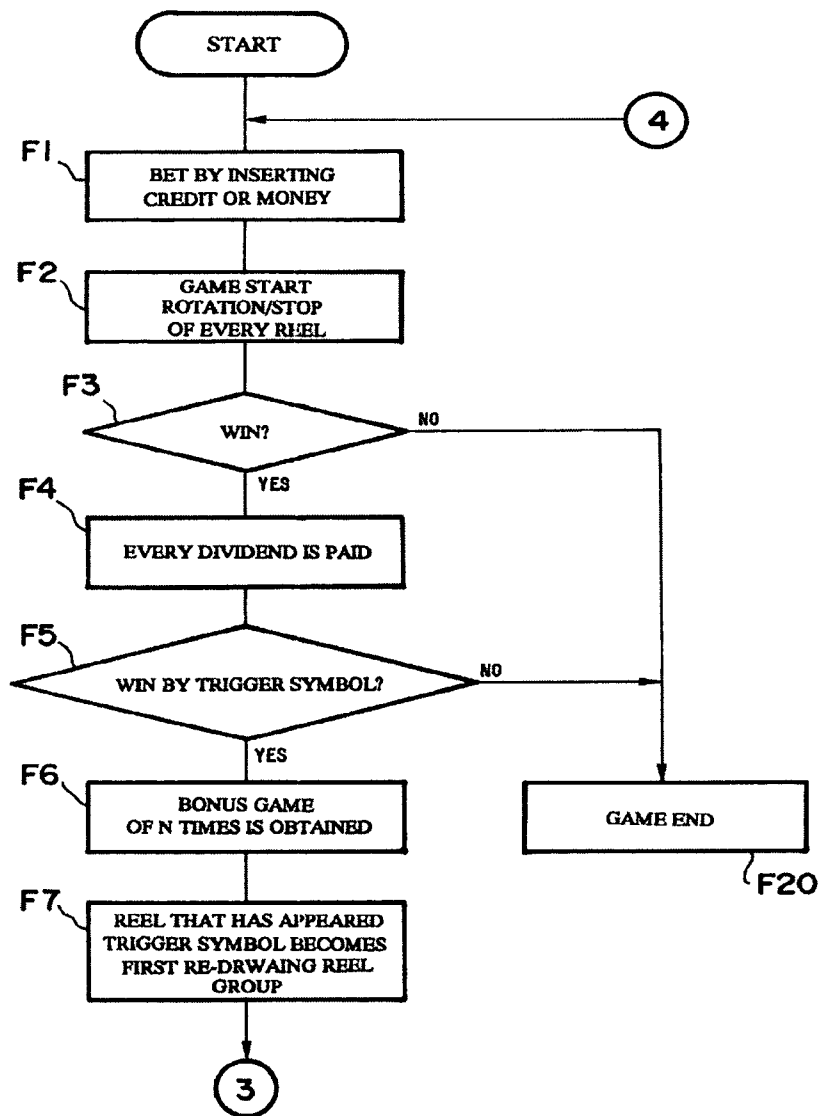 START
4
F1
BET BY INSERTING
CREDIT OR MONEY
F2
GAME START
ROTATION/STOP
OF EVERY REEL
F3
WIN?
NO
YES
F4
EVERY DIVIDEND IS PAID
F5
WIN BY TRIGGER SYMBOL?
NO
YES
F6
BONUS GAME
OF N TIMES IS OBTAINED
GAME END
F20
F7
REEL THAT HAS APPEARED
TRIGGER SYMBOL BECOMES
FIRST RE-DRWAING REEL
GROUP
3